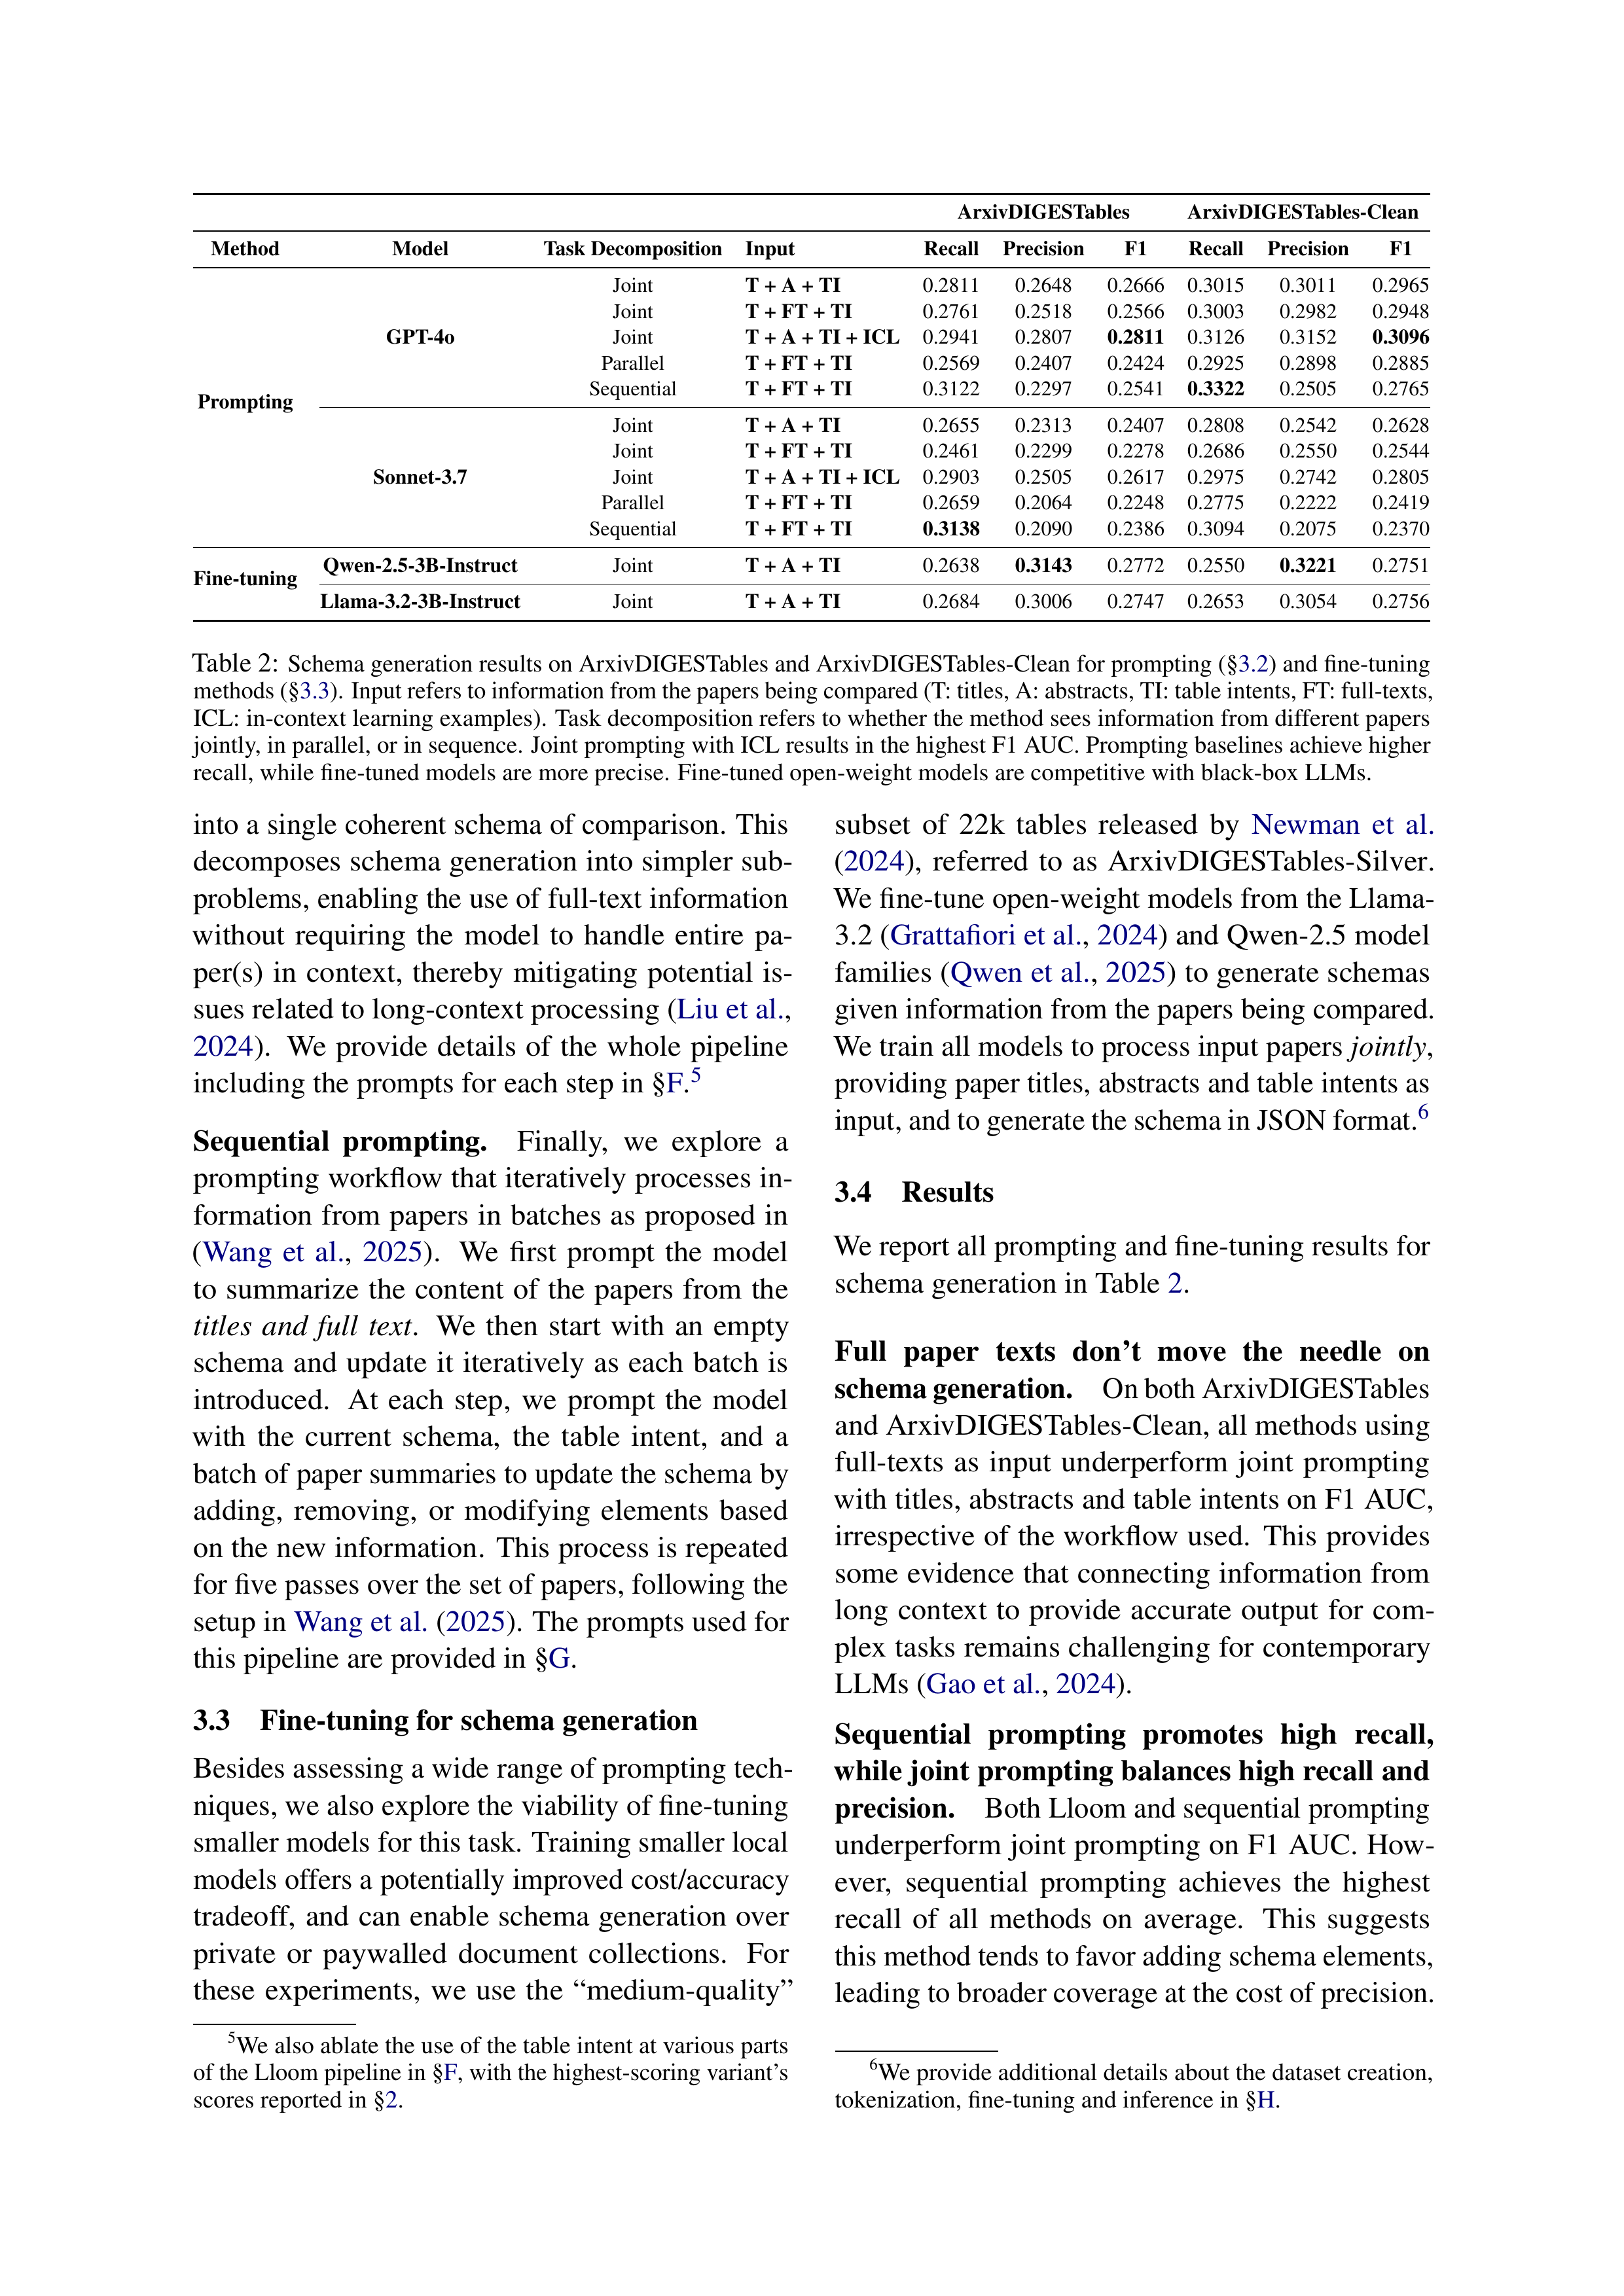 ArxivDIGESTables ArxivDIGESTables-Clean
Method Model Task Decomposition Input Recall Precision F1 Recall Precision F1
Prompting
GPT-4o
Joint T + A + TI 0.2811 0.2648 0.2666 0.3015 0.3011 0.2965
Joint T + FT + TI 0.2761 0.2518 0.2566 0.3003 0.2982 0.2948
Joint T + A + TI + ICL 0.2941 0.2807 0.2811 0.3126 0.3152 0.3096
Parallel T + FT + TI 0.2569 0.2407 0.2424 0.2925 0.2898 0.2885
Sequential T + FT + TI 0.3122 0.2297 0.2541 0.3322 0.2505 0.2765
Sonnet-3.7
Joint T + A + TI 0.2655 0.2313 0.2407 0.2808 0.2542 0.2628
Joint T + FT + TI 0.2461 0.2299 0.2278 0.2686 0.2550 0.2544
Joint T + A + TI + ICL 0.2903 0.2505 0.2617 0.2975 0.2742 0.2805
Parallel T + FT + TI 0.2659 0.2064 0.2248 0.2775 0.2222 0.2419
Sequential T + FT + TI 0.3138 0.2090 0.2386 0.3094 0.2075 0.2370
Fine-tuning
Qwen-2.5-3B-Instruct Joint T + A + TI 0.2638 0.3143 0.2772 0.2550 0.3221 0.2751
Llama-3.2-3B-Instruct Joint T + A + TI 0.2684 0.3006 0.2747 0.2653 0.3054 0.2756
Table 2: Schema generation results on ArxivDIGESTables and ArxivDIGESTables-Clean for prompting (§3.2) and fine-tuning
methods (§3.3). Input refers to information from the papers being compared (T: titles, A: abstracts, TI: table intents, FT: full-texts,
ICL: in-context learning examples). Task decomposition refers to whether the method sees information from different papers
jointly, in parallel, or in sequence. Joint prompting with ICL results in the highest F1 AUC. Prompting baselines achieve higher
recall, while fine-tuned models are more precise. Fine-tuned open-weight models are competitive with black-box LLMs.
into a single coherent schema of comparison. This
decomposes schema generation into simpler sub-
problems, enabling the use of full-text information
without requiring the model to handle entire pa-
per(s) in context, thereby mitigating potential is-
sues related to long-context processing (Liu et al.,
2024). We provide details of the whole pipeline
including the prompts for each step in §F.5
Sequential prompting. Finally, we explore a
prompting workflow that iteratively processes in-
formation from papers in batches as proposed in
(Wang et al., 2025). We first prompt the model
to summarize the content of the papers from the
titles and full text. We then start with an empty
schema and update it iteratively as each batch is
introduced. At each step, we prompt the model
with the current schema, the table intent, and a
batch of paper summaries to update the schema by
adding, removing, or modifying elements based
on the new information. This process is repeated
for five passes over the set of papers, following the
setup in Wang et al. (2025). The prompts used for
this pipeline are provided in §G.
3.3 Fine-tuning for schema generation
Besides assessing a wide range of prompting tech-
niques, we also explore the viability of fine-tuning
smaller models for this task. Training smaller local
models offers a potentially improved cost/accuracy
tradeoff, and can enable schema generation over
private or paywalled document collections. For
these experiments, we use the “medium-quality”
5We also ablate the use of the table intent at various parts
of the Lloom pipeline in §F, with the highest-scoring variant’s
scores reported in §2.
subset of 22k tables released by Newman et al.
(2024), referred to as ArxivDIGESTables-Silver.
We fine-tune open-weight models from the Llama-
3.2 (Grattafiori et al., 2024) and Qwen-2.5 model
families (Qwen et al., 2025) to generate schemas
given information from the papers being compared.
We train all models to process input papers jointly,
providing paper titles, abstracts and table intents as
input, and to generate the schema in JSON format.6
3.4 Results
We report all prompting and fine-tuning results for
schema generation in Table 2.
Full paper texts don’t move the needle on
schema generation. On both ArxivDIGESTables
and ArxivDIGESTables-Clean, all methods using
full-texts as input underperform joint prompting
with titles, abstracts and table intents on F1 AUC,
irrespective of the workflow used. This provides
some evidence that connecting information from
long context to provide accurate output for com-
plex tasks remains challenging for contemporary
LLMs (Gao et al., 2024).
Sequential prompting promotes high recall,
while joint prompting balances high recall and
precision. Both Lloom and sequential prompting
underperform joint prompting on F1 AUC. How-
ever, sequential prompting achieves the highest
recall of all methods on average. This suggests
this method tends to favor adding schema elements,
leading to broader coverage at the cost of precision.
6We provide additional details about the dataset creation,
tokenization, fine-tuning and inference in §H.